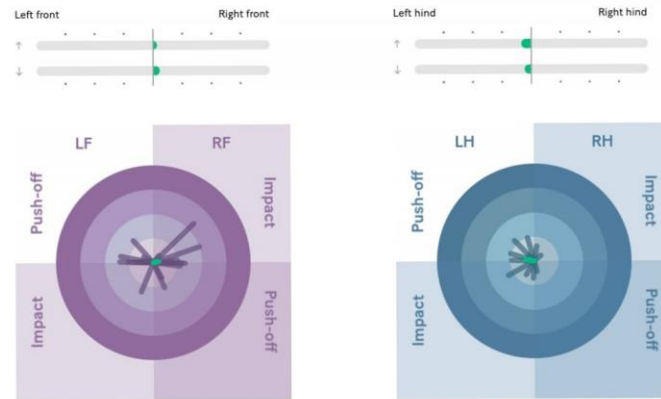 Left front
Right front
↑
↓
LF
RF
Push-off
Impact
Impact
Push-off
Left hind
Right hind
↑
↓
LH
RH
Push-off
Impact
Impact
Push-off